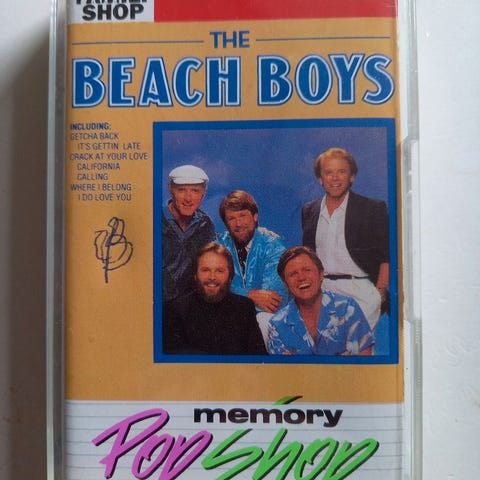 SHOP
THE
BEACH BOYS
INCLUDING:
GETCHA BACK
IT'S GETTIN' LATE
CRACK AT YOUR LOVE
CALIFORNIA
CALLING
WHERE I BELONG
I DO LOVE YOU
memory
Pop Shop